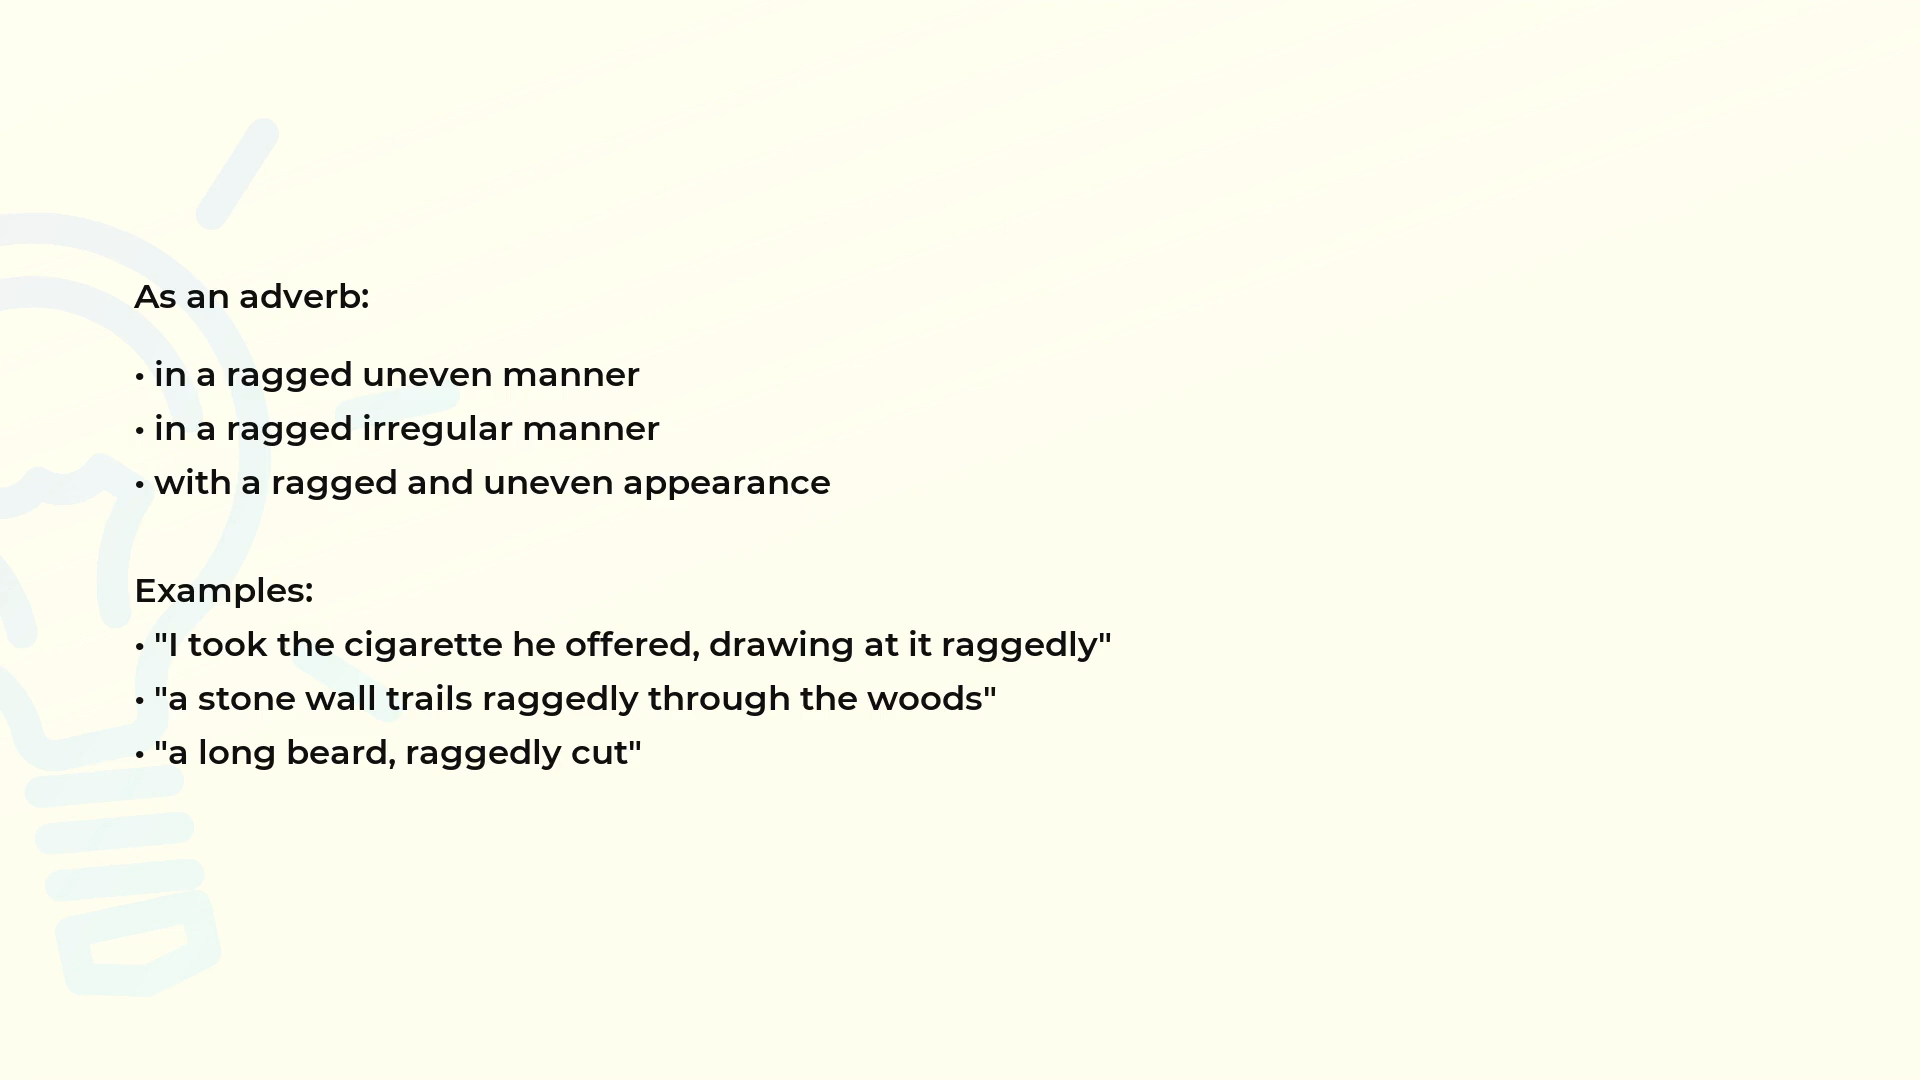 As an adverb:
• in a ragged uneven manner
• in a ragged irregular manner
• with a ragged and uneven appearance
Examples:
• "I took the cigarette he offered, drawing at it raggedly"
• "a stone wall trails raggedly through the woods"
• "a long beard, raggedly cut"